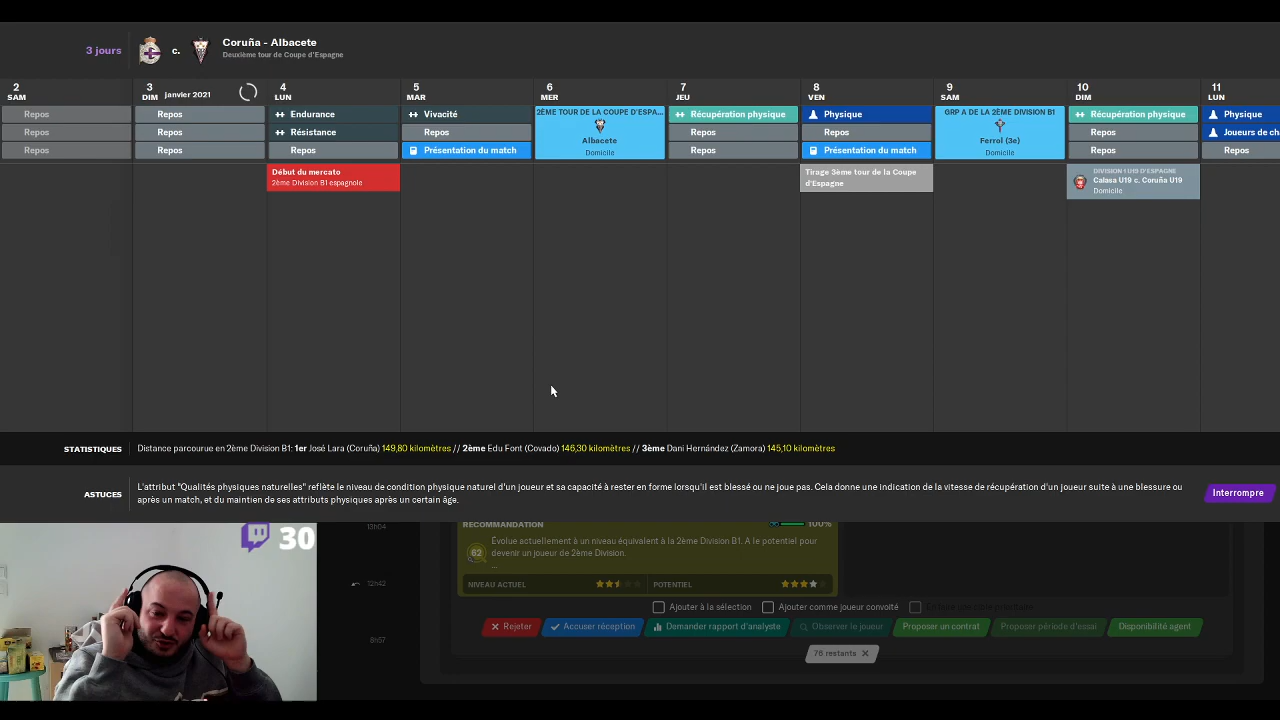 3 jours
c.
Coruña - Albacete
Deuxième tour de Coupe d'Espagne
2
SAM
3
DIM janvier 2021
4
LUN
5
MAR
6
MER
7
JEU
8
VEN
9
SAM
10
DIM
11
LUN
Repos
Repos
Endurance
Vivacité
2ÈME TOUR DE LA COUPE D'ESPA...
Récupération physique
Physique
GRP A DE LA 2ÈME DIVISION B1
Récupération physique
Physique
Repos
Repos
Résistance
Repos
Albacete
Repos
Repos
Ferrol (3e)
Repos
Joueurs de ch
Repos
Repos
Repos
Présentation du match
Domicile
Repos
Présentation du match
Domicile
Repos
Repos
Début du mercato
2ème Division B1 espagnole
Tirage 3ème tour de la Coupe
d'Espagne
DIVISION 1 U19 D'ESPAGNE
Calasa U19 c. Coruña U19
Domicile
STATISTIQUES
Distance parcourue en 2ème Division B1: 1er José Lara (Coruña) 149,80 kilomètres // 2ème Edu Font (Covado) 146,30 kilomètres // 3ème Dani Hernández (Zamora) 145,10 kilomètres
ASTUCES
L'attribut "Qualités physiques naturelles" reflète le niveau de condition physique naturel d'un joueur et sa capacité à rester en forme lorsqu'il est blessé ou ne joue pas. Cela donne une indication de la vitesse de récupération d'un joueur suite à une blessure ou
après un match, et du maintien de ses attributs physiques après un certain âge.
Interrompre
30
13h04
RECOMMANDATION
100%
62
Évolue actuellement à un niveau équivalent à la 2ème Division B1. A le potentiel pour
devenir un joueur de 2ème Division.
...
NIVEAU ACTUEL
POTENTIEL
12h42
Ajouter à la sélection
Ajouter comme joueur convoité
Rejeter
Accuser réception
Demander rapport d'analyste
Observer le joueur
Proposer un contrat
Proposer période d'essai
Disponibilité agent
8h57
78 restants